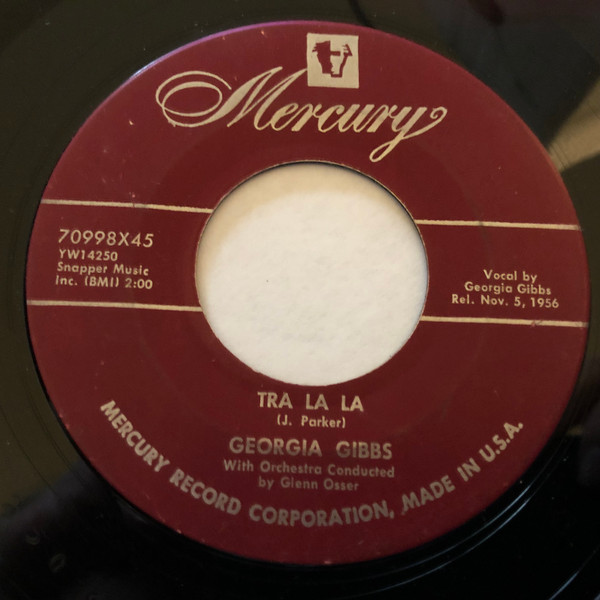 Mercury
70998X45
YW14250
Snapper Music
Inc. (BMI) 2:00
Vocal by
Georgia Gibbs
Rel. Nov. 5, 1956
TRA LA LA
(J. Parker)
GEORGIA GIBBS
With Orchestra Conducted
by Glenn Osser
MERCURY RECORD CORPORATION, MADE IN U.S.A.